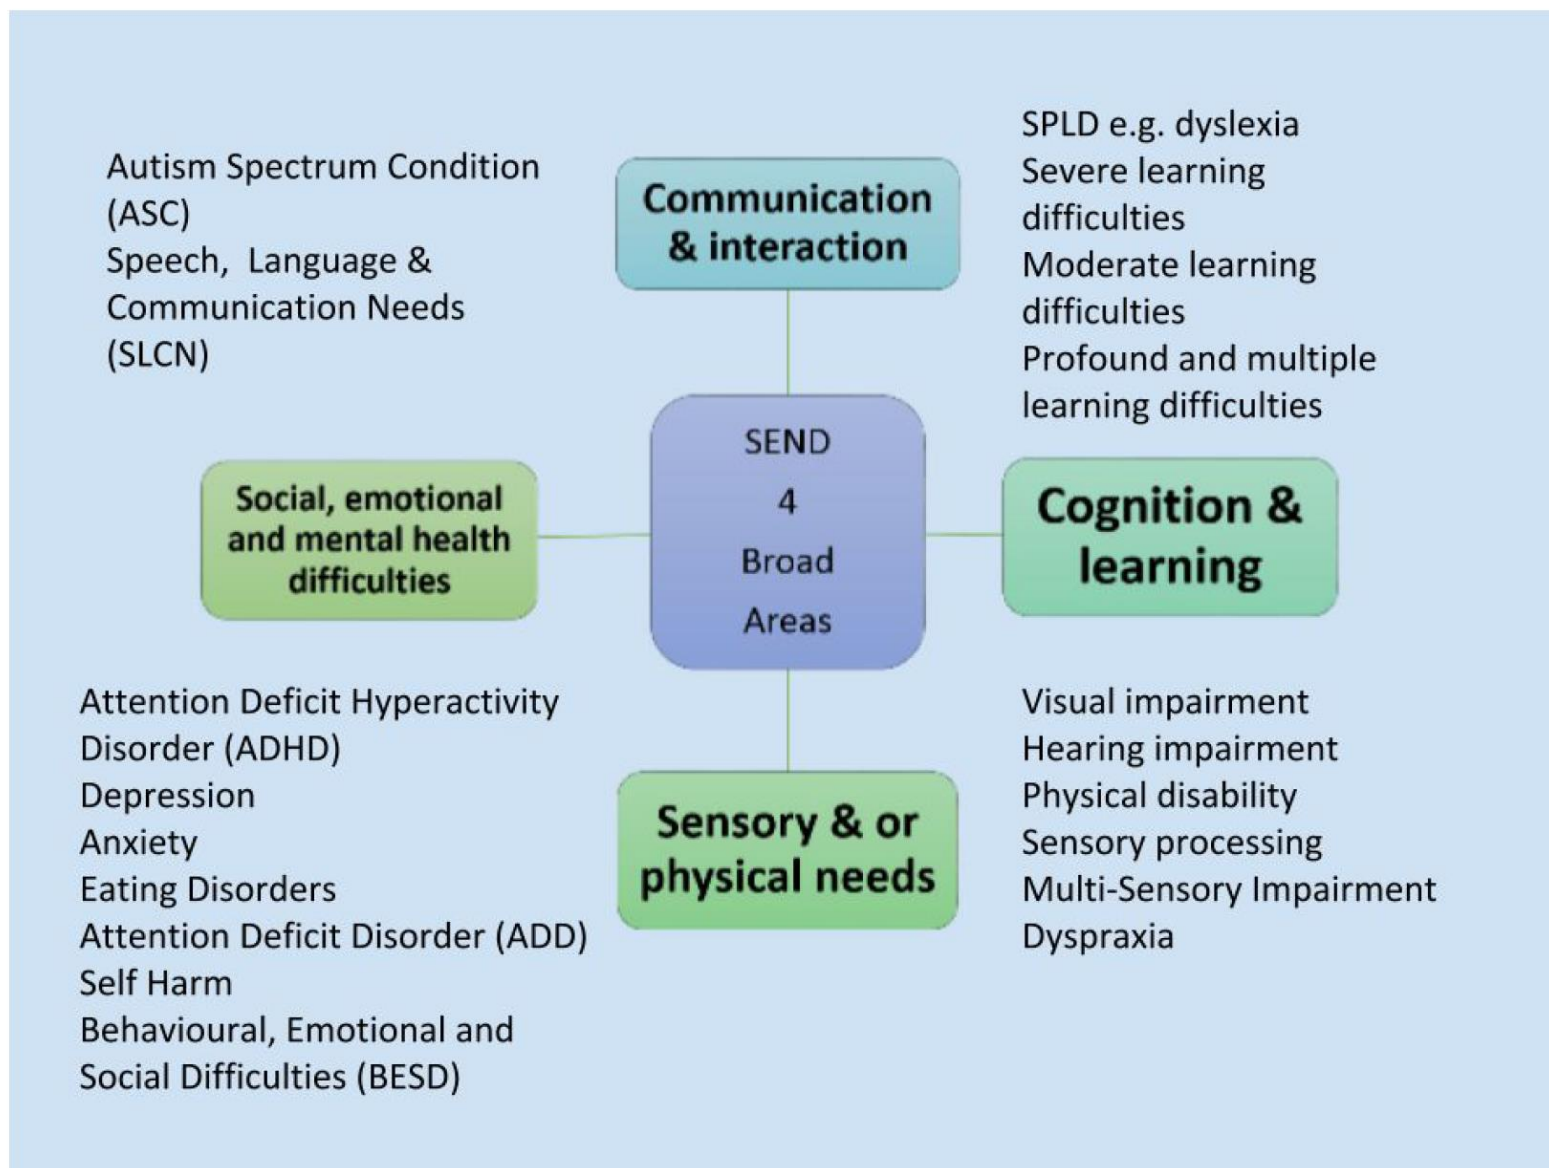 Autism Spectrum Condition
(ASC)
Speech,  Language &
Communication Needs
(SLCN)
Communication
& interaction
SPLD e.g. dyslexia
Severe learning
difficulties
Moderate learning
difficulties
Profound and multiple
learning difficulties
Social, emotional
and mental health
difficulties
SEND
4
Broad
Areas
Cognition &
learning
Attention Deficit Hyperactivity
Disorder (ADHD)
Depression
Anxiety
Eating Disorders
Attention Deficit Disorder (ADD)
Self Harm
Behavioural, Emotional and
Social Difficulties (BESD)
Sensory & or
physical needs
Visual impairment
Hearing impairment
Physical disability
Sensory processing
Multi-Sensory Impairment
Dyspraxia